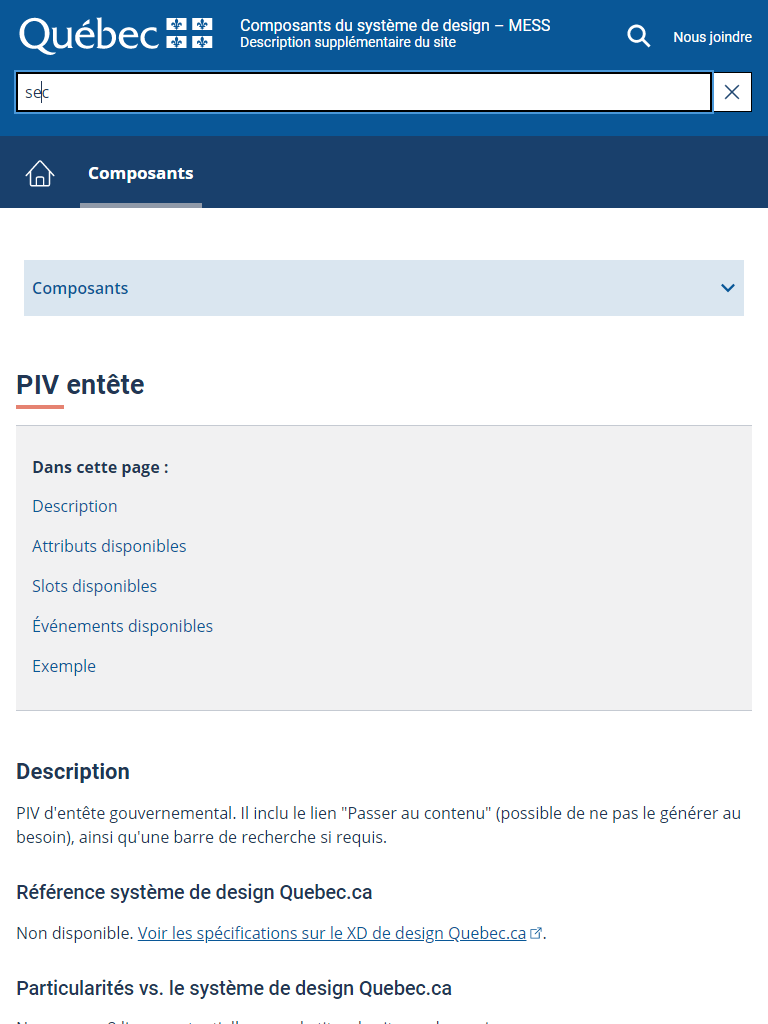 Québec
Composants du système de design – MESS
Description supplémentaire du site
Nous joindre
sec
Composants
Composants
PIV entête
Dans cette page :
Description
Attributs disponibles
Slots disponibles
Événements disponibles
Exemple
Description
PIV d'entête gouvernemental. Il inclu le lien "Passer au contenu" (possible de ne pas le générer au
besoin), ainsi qu'une barre de recherche si requis.
Référence système de design Quebec.ca
Non disponible. Voir les spécifications sur le XD de design Quebec.ca.
Particularités vs. le système de design Quebec.ca